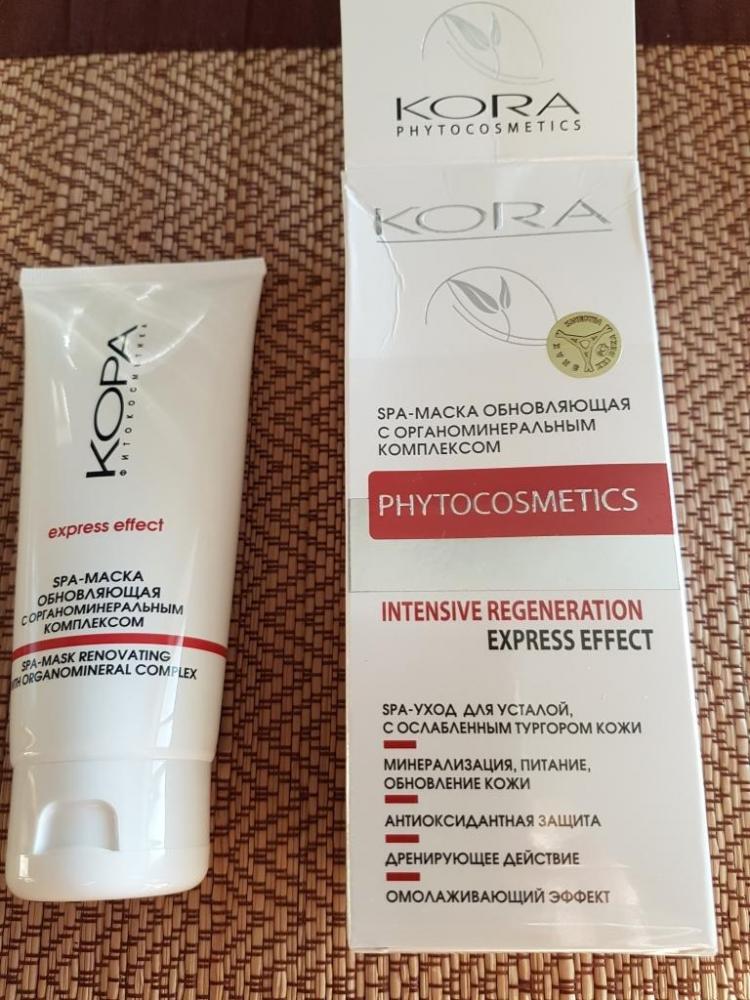 KORA
PHYTOCOSMETICS
KORA
SPA-МАСКА ОБНОВЛЯЮЩАЯ
С ОРГАНОМИНЕРАЛЬНЫМ
КОМПЛЕКСОМ
PHYTOCOSMETICS
INTENSIVE REGENERATION
EXPRESS EFFECT
SPA-УХОД ДЛЯ УСТАЛОЙ,
С ОСЛАБЛЕННЫМ ТУРГОРОМ КОЖИ
МИНЕРАЛИЗАЦИЯ, ПИТАНИЕ,
ОБНОВЛЕНИЕ КОЖИ
АНТИОКСИДАНТНАЯ ЗАЩИТА
ДРЕНИРУЮЩЕЕ ДЕЙСТВИЕ
ОМОЛАЖИВАЮЩИЙ ЭФФЕКТ
КОРА
ФИТОКОСМЕТИКА
express effect
SPA-МАСКА
ОБНОВЛЯЮЩАЯ
С ОРГАНОМИНЕРАЛЬНЫМ
КОМПЛЕКСОМ
SPA-MASK RENOVATING
ORGANOMINERAL COMPLEX